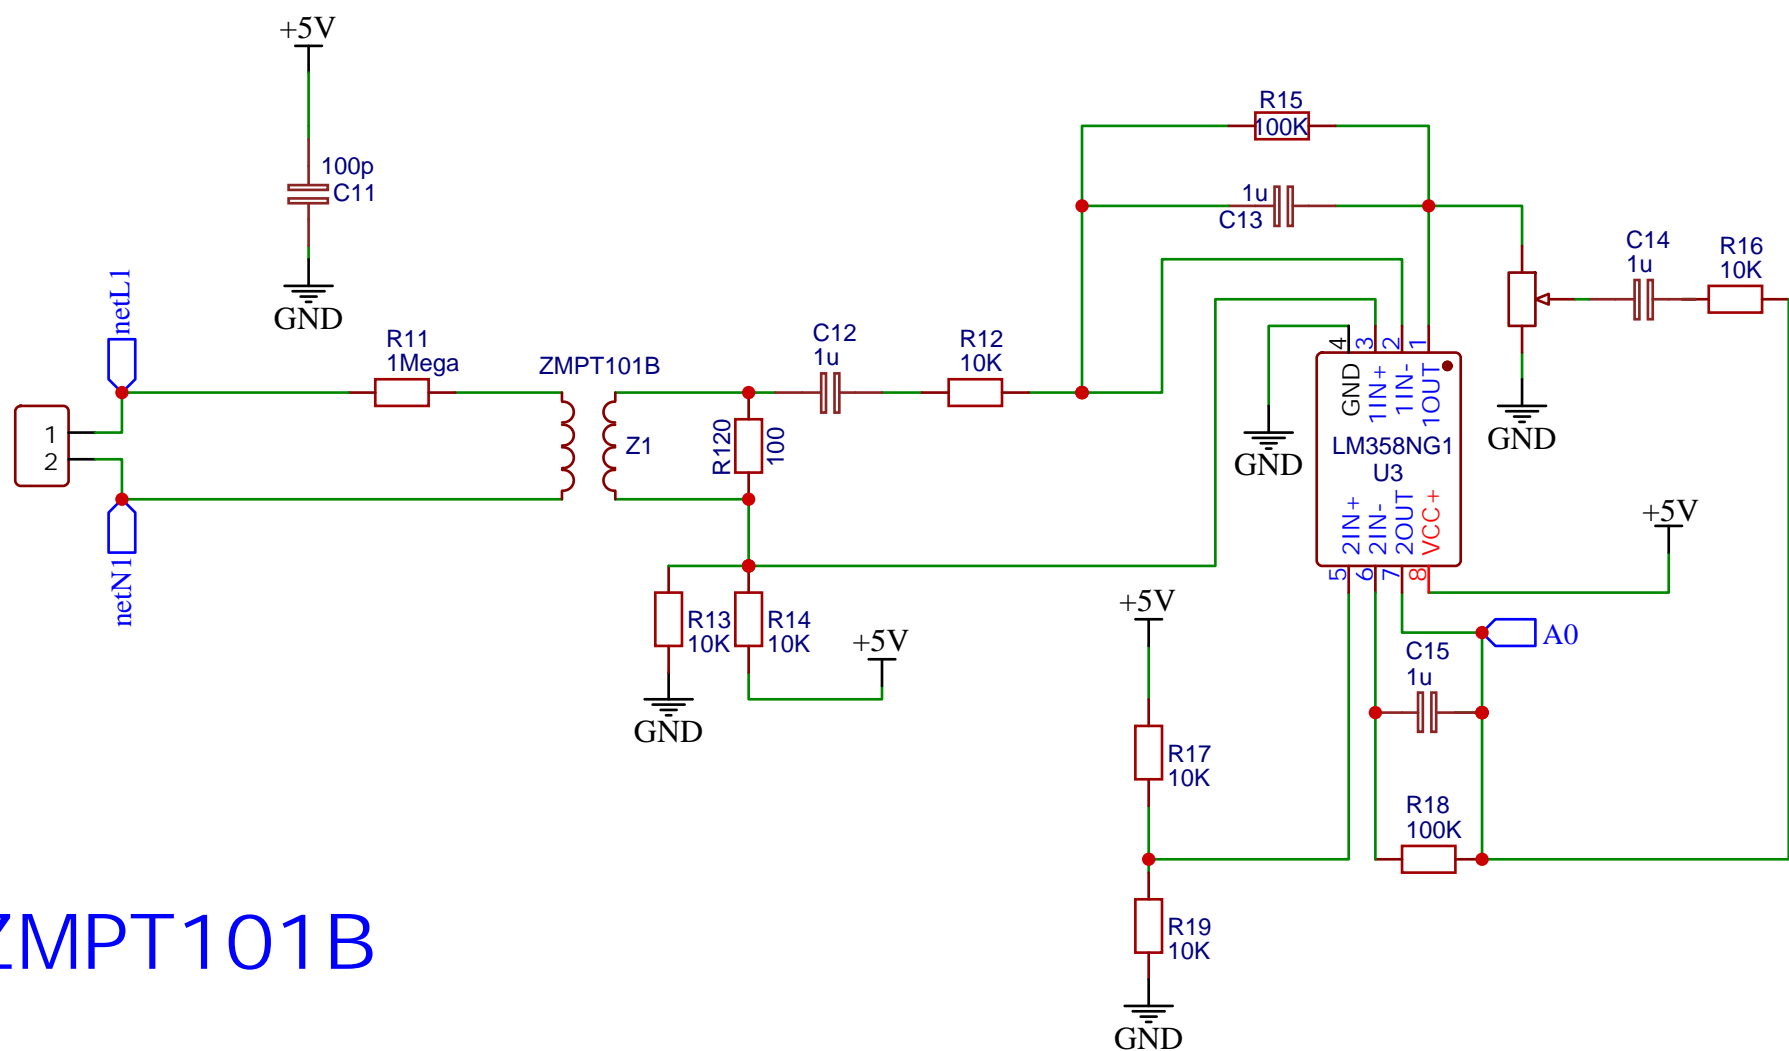 +5V
100p
C11
GND
netL1
netN1
1
2
R11
1Mega
ZMPT101B
Z1
R120
100
C12
1u
R12
10K
R13
10K
R14
10K
+5V
GND
R15
100K
1u
C13
C14
1u
R16
10K
GND
GND
4
3
2
1
GND
1IN+
1IN-
1OUT
LM358NG1
U3
2IN+
2IN-
2OUT
VCC+
5
6
7
8
+5V
A0
C15
1u
R18
100K
+5V
R17
10K
R19
10K
GND
ZMPT101B